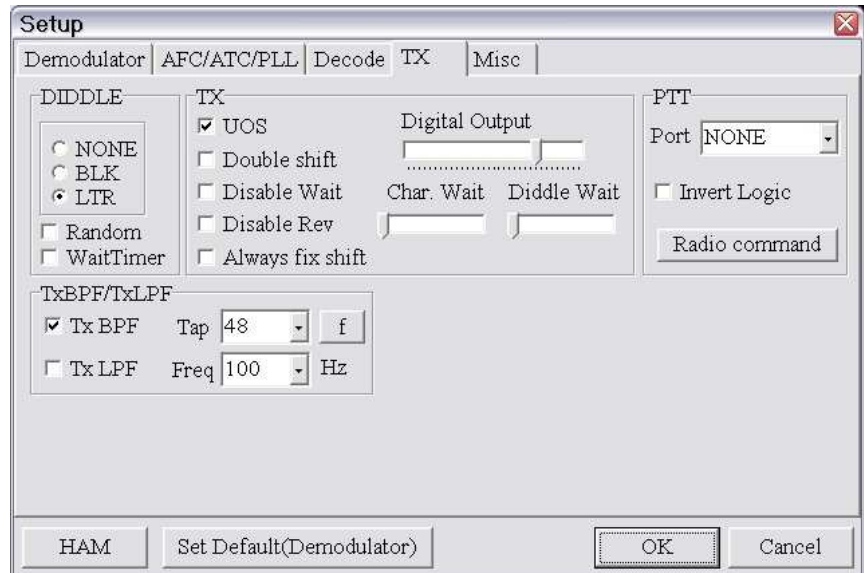 Setup
Demodulator AFC/ATC/PLL Decode TX Misc
DIDDLE
NONE
BLK
LTR
Random
WaitTimer
TX
UOS
Double shift
Disable Wait
Disable Rev
Always fix shift
Digital Output
Char. Wait Diddle Wait
PTT
Port NONE
Invert Logic
Radio command
TxBPF/TxLPF
Tx BPF Tap 48 f
Tx LPF Freq 100 Hz
HAM Set Default(Demodulator) OK Cancel